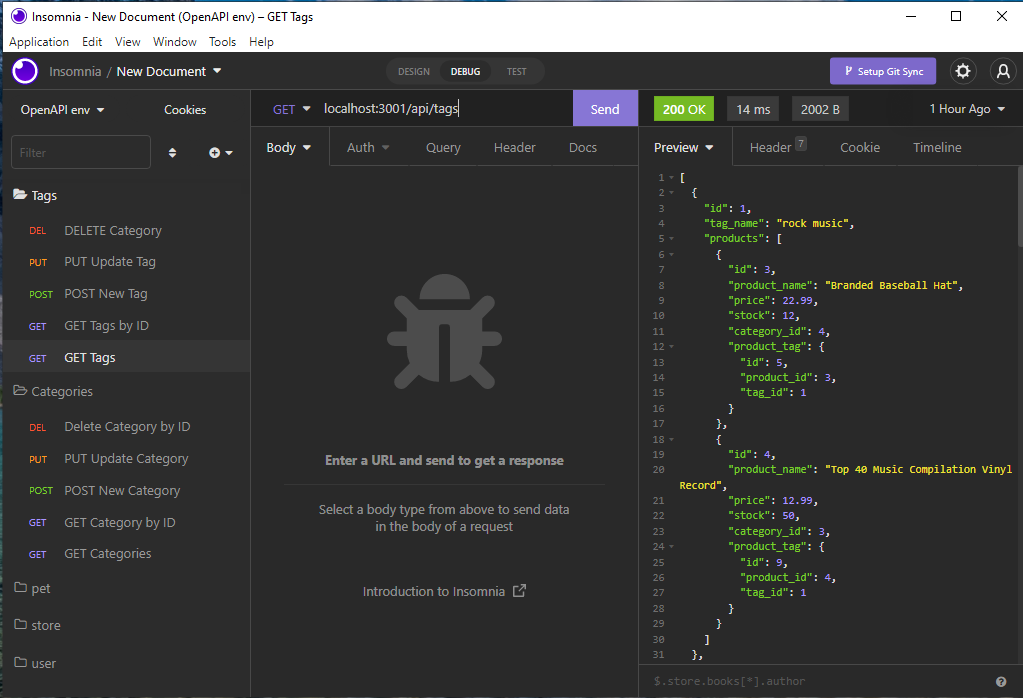 Insomnia - New Document (OpenAPI env) – GET Tags
Application Edit View Window Tools Help
Insomnia / New Document
DESIGN DEBUG TEST
Setup Git Sync
OpenAPI env
Cookies
Filter
Tags
DEL DELETE Category
PUT PUT Update Tag
POST POST New Tag
GET GET Tags by ID
GET GET Tags
Categories
DEL Delete Category by ID
PUT PUT Update Category
POST POST New Category
GET GET Category by ID
GET GET Categories
pet
store
user
GET localhost:3001/api/tags Send
Body Auth Query Header Docs
Enter a URL and send to get a response
Select a body type from above to send data
in the body of a request
Introduction to Insomnia
200 OK 14 ms 2002 B 1 Hour Ago
Preview Header 7 Cookie Timeline
1 [
2 {
3 "id": 1,
4 "tag_name": "rock music",
5 "products": [
6 {
7 "id": 3,
8 "product_name": "Branded Baseball Hat",
9 "price": 22.99,
10 "stock": 12,
11 "category_id": 4,
12 "product_tag": {
13 "id": 5,
14 "product_id": 3,
15 "tag_id": 1
16 }
17 },
18 {
19 "id": 4,
20 "product_name": "Top 40 Music Compilation Vinyl
Record",
21 "price": 12.99,
22 "stock": 50,
23 "category_id": 3,
24 "product_tag": {
25 "id": 9,
26 "product_id": 4,
27 "tag_id": 1
28 }
29 }
30 ]
31 },
$.store.books[*].author